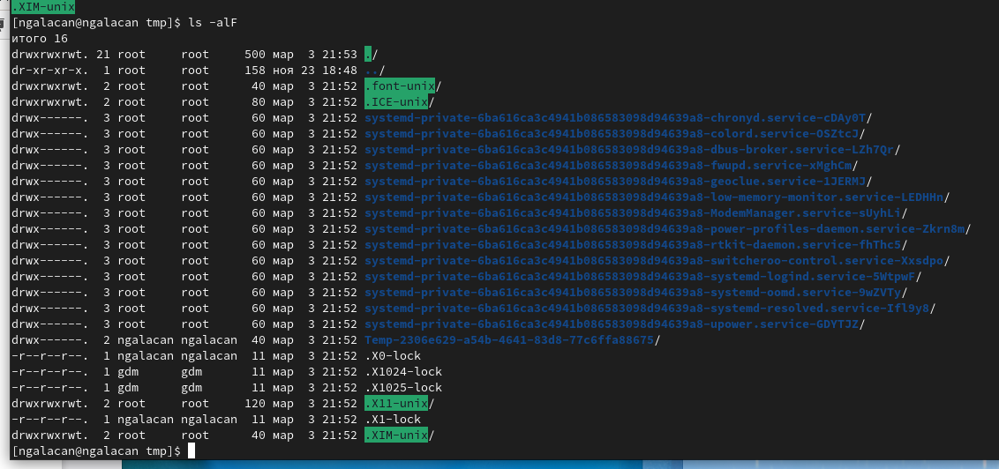 .XIM-unix
[ngalacan@ngalacan tmp]$ ls -alF
итого 16
drwxrwxrwt. 21 root     root     500 мар  3 21:53 ./
dr-xr-xr-x.  1 root     root     158 ноя 23 18:48 ../
drwxrwxrwt.  2 root     root      40 мар  3 21:52 .font-unix/
drwxrwxrwt.  2 root     root      80 мар  3 21:52 .ICE-unix/
drwx------.  3 root     root      60 мар  3 21:52 systemd-private-6ba616ca3c4941b086583098d94639a8-chronyd.service-cDAy0T/
drwx------.  3 root     root      60 мар  3 21:52 systemd-private-6ba616ca3c4941b086583098d94639a8-colord.service-OSZtcJ/
drwx------.  3 root     root      60 мар  3 21:52 systemd-private-6ba616ca3c4941b086583098d94639a8-dbus-broker.service-LZh7Qr/
drwx------.  3 root     root      60 мар  3 21:52 systemd-private-6ba616ca3c4941b086583098d94639a8-fwupd.service-xMghCm/
drwx------.  3 root     root      60 мар  3 21:52 systemd-private-6ba616ca3c4941b086583098d94639a8-geoclue.service-1JERMJ/
drwx------.  3 root     root      60 мар  3 21:52 systemd-private-6ba616ca3c4941b086583098d94639a8-low-memory-monitor.service-LEDHHn/
drwx------.  3 root     root      60 мар  3 21:52 systemd-private-6ba616ca3c4941b086583098d94639a8-ModemManager.service-sUyhLi/
drwx------.  3 root     root      60 мар  3 21:52 systemd-private-6ba616ca3c4941b086583098d94639a8-power-profiles-daemon.service-Zkrn8m/
drwx------.  3 root     root      60 мар  3 21:52 systemd-private-6ba616ca3c4941b086583098d94639a8-rtkit-daemon.service-fhThc5/
drwx------.  3 root     root      60 мар  3 21:52 systemd-private-6ba616ca3c4941b086583098d94639a8-switcheroo-control.service-Xxsdpo/
drwx------.  3 root     root      60 мар  3 21:52 systemd-private-6ba616ca3c4941b086583098d94639a8-systemd-logind.service-5WtpwF/
drwx------.  3 root     root      60 мар  3 21:52 systemd-private-6ba616ca3c4941b086583098d94639a8-systemd-oomd.service-9wZVTy/
drwx------.  3 root     root      60 мар  3 21:52 systemd-private-6ba616ca3c4941b086583098d94639a8-systemd-resolved.service-Ifl9y8/
drwx------.  3 root     root      60 мар  3 21:52 systemd-private-6ba616ca3c4941b086583098d94639a8-upower.service-GDYTJZ/
drwx------.  2 ngalacan ngalacan  40 мар  3 21:52 Temp-2306e629-a54b-4641-83d8-77c6ffa88675/
-r--r--r--.  1 ngalacan ngalacan  11 мар  3 21:52 .X0-lock
-r--r--r--.  1 gdm      gdm       11 мар  3 21:52 .X1024-lock
-r--r--r--.  1 gdm      gdm       11 мар  3 21:52 .X1025-lock
drwxrwxrwt.  2 root     root     120 мар  3 21:52 .X11-unix/
-r--r--r--.  1 ngalacan ngalacan  11 мар  3 21:52 .X1-lock
drwxrwxrwt.  2 root     root      40 мар  3 21:52 .XIM-unix/
[ngalacan@ngalacan tmp]$